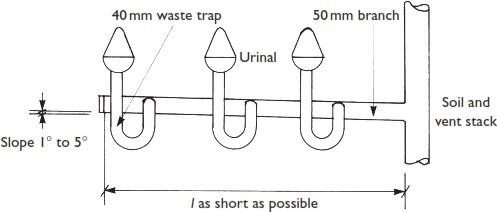 40 mm waste trap
50 mm branch
Urinal
Soil and
vent stack
Slope 1° to 5°
l as short as possible